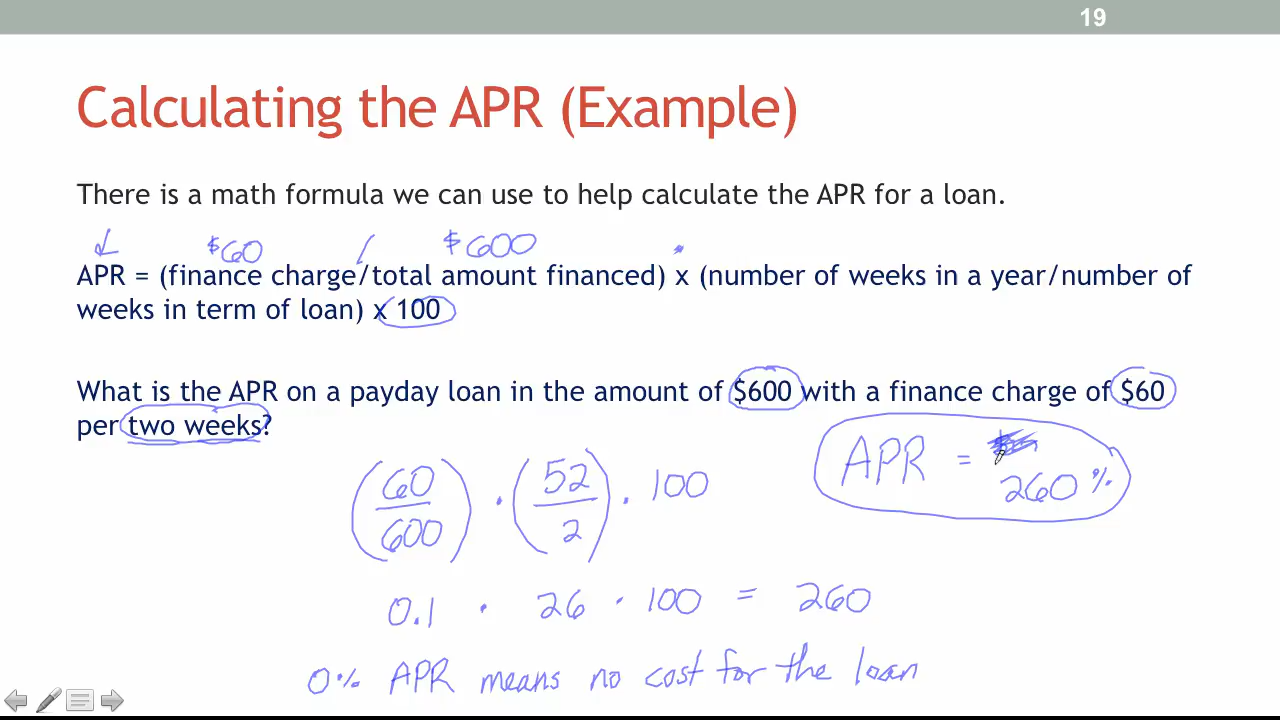 19
Calculating the APR (Example)
There is a math formula we can use to help calculate the APR for a loan.
$60 / $600 •
APR = (finance charge/total amount financed) x (number of weeks in a year/number of
weeks in term of loan) x 100
What is the APR on a payday loan in the amount of $600 with a finance charge of $60
per two weeks?
APR = 260%
(60/600) · (52/2) · 100
0.1 · 26 · 100 = 260
0% APR means no cost for the loan